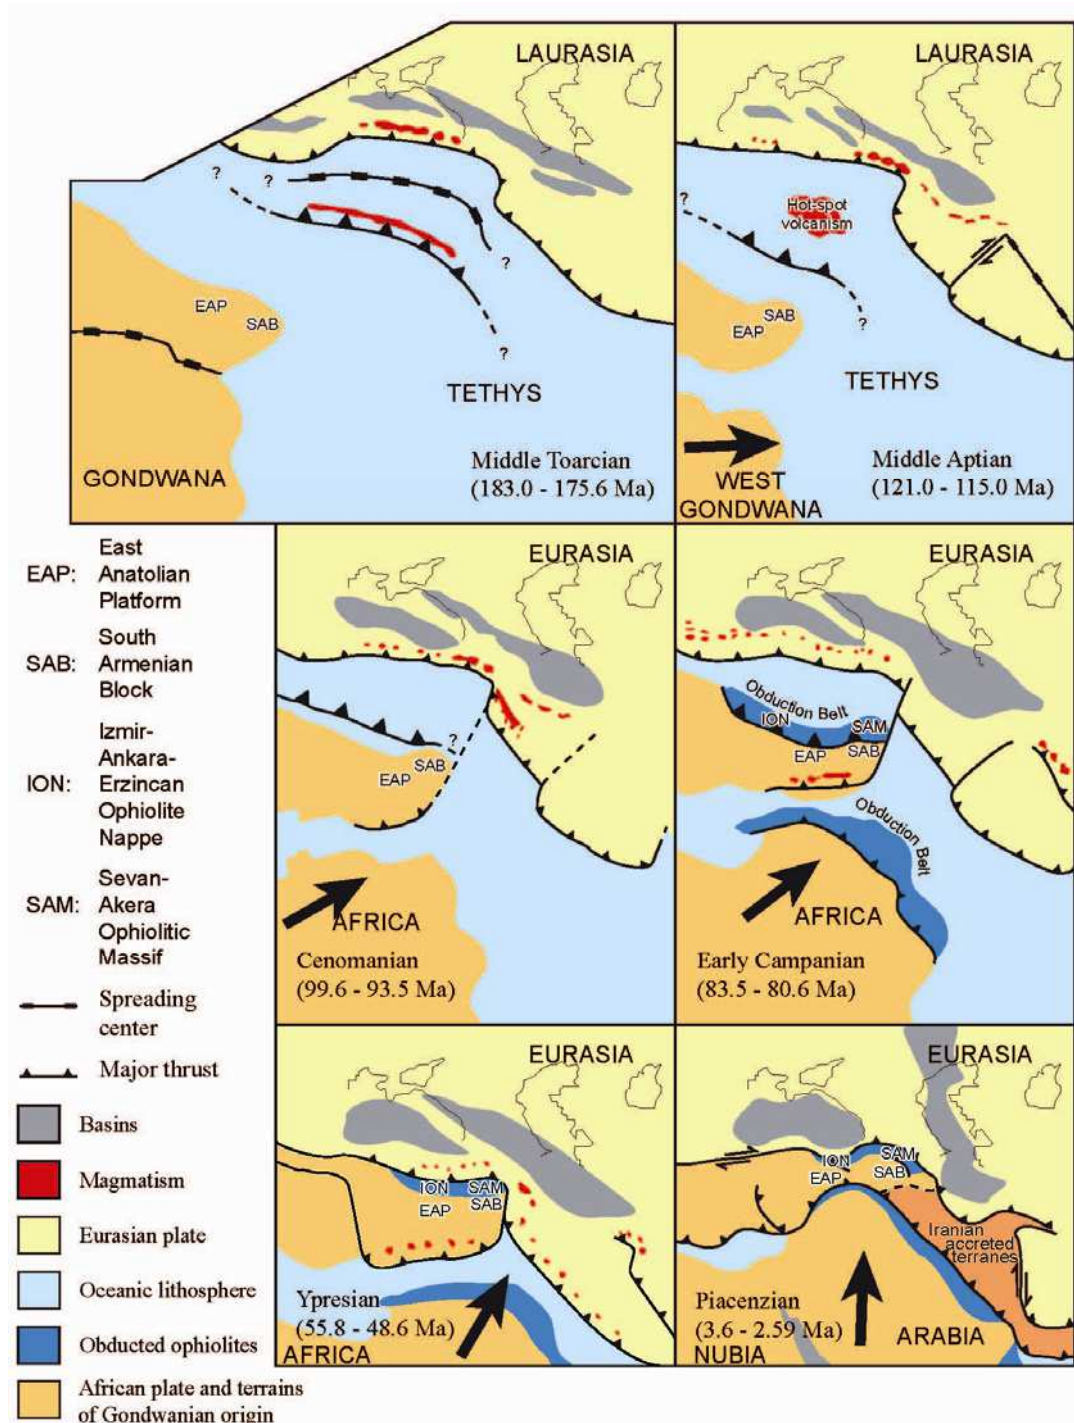 LAURASIA
?
?
EAP
SAB
?
?
TETHYS
GONDWANA
Middle Toarcian
(183.0 - 175.6 Ma)
LAURASIA
?
Hot-spot
volcanism
SAB
EAP
?
TETHYS
WEST
GONDWANA
Middle Aptian
(121.0 - 115.0 Ma)
EAP:
East
Anatolian
Platform
SAB:
South
Armenian
Block
ION:
Izmir-
Ankara-
Erzincan
Ophiolite
Nappe
SAM:
Sevan-
Akera
Ophiolitic
Massif
Spreading
center
Major thrust
Basins
Magmatism
Eurasian plate
Oceanic lithosphere
Obducted ophiolites
African plate and terrains
of Gondwanian origin
EURASIA
?
SAB
EAP
AFRICA
Cenomanian
(99.6 - 93.5 Ma)
EURASIA
Obduction Belt
ION
SAM
EAP
SAB
Obduction Belt
AFRICA
Early Campanian
(83.5 - 80.6 Ma)
EURASIA
ION
SAM
EAP
SAB
Ypresian
(55.8 - 48.6 Ma)
AFRICA
EURASIA
ION
SAM
EAP
SAB
Iranian
accreted
terranes
Piacenzian
(3.6 - 2.59 Ma)
ARABIA
NUBIA